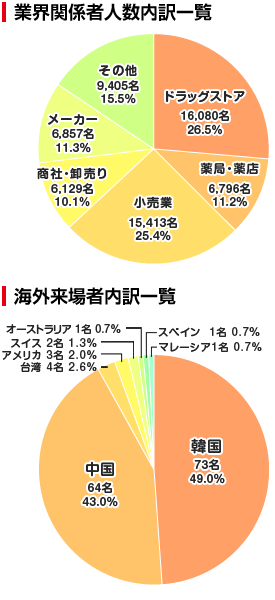 業界関係者人数内訳一覧
その他
9,405名
15.5%
ドラッグストア
16,080名
26.5%
メーカー
6,857名
11.3%
商社・卸売り
6,129名
10.1%
薬局・薬店
6,796名
11.2%
小売業
15,413名
25.4%
海外来場者内訳一覧
オーストラリア 1名 0.7%
スイス 2名 1.3%
アメリカ 3名 2.0%
台湾 4名 2.6%
スペイン 1名 0.7%
マレーシア1名 0.7%
韓国
73名
49.0%
中国
64名
43.0%